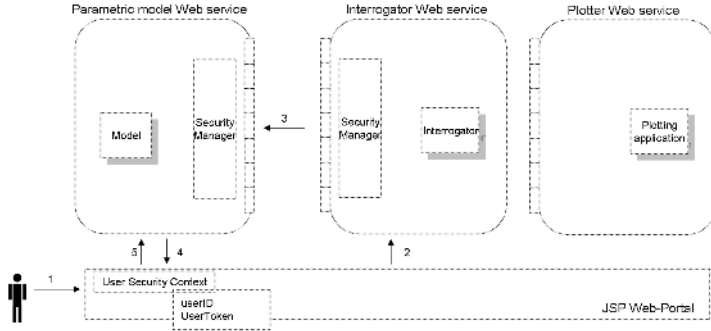 Parametric model Web service
Interrogator Web service
Plotter Web service
Model
Security
Manager
3
Security
Manager
Interrogator
Plotting
application
5
4
2
1
User Security Context
userID
UserToken
JSP Web-Portal